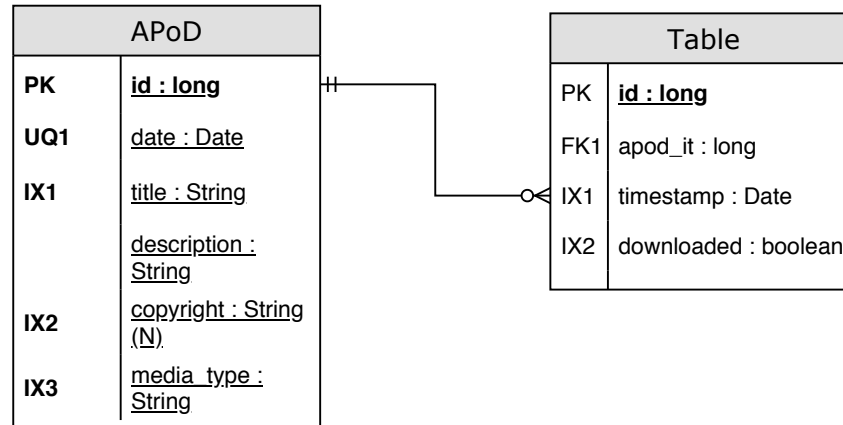 APoD
PK id : long
UQ1 date : Date
IX1 title : String
description :
String
IX2 copyright : String
(N)
IX3 media_type :
String
Table
PK id : long
FK1 apod_it : long
IX1 timestamp : Date
IX2 downloaded : boolean